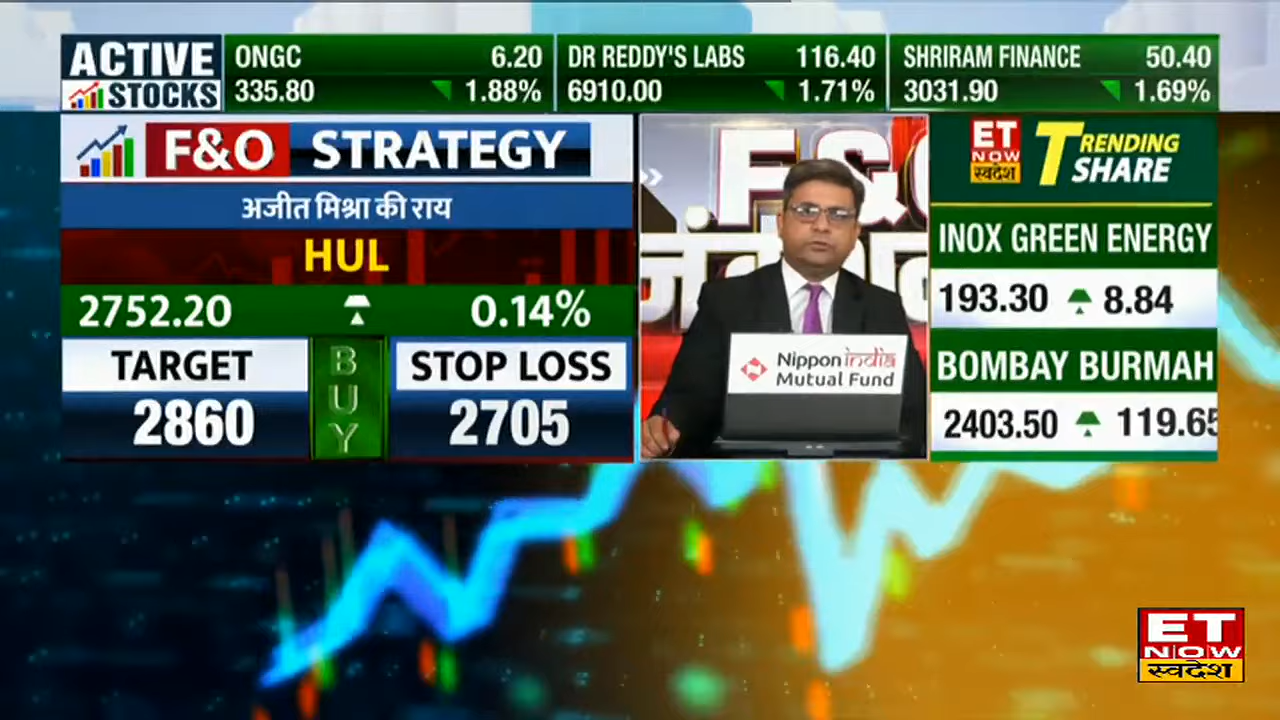 ACTIVE
STOCKS
ONGC 6.20
335.80 1.88%
DR REDDY'S LABS 116.40
6910.00 1.71%
SHRIRAM FINANCE 50.40
3031.90 1.69%
F&O STRATEGY
अजीत मिश्रा की राय
HUL
2752.20 0.14%
TARGET
2860
BUY
STOP LOSS
2705
F&O
Nippon india
Mutual Fund
ET
NOW
स्वदेश
TRENDING
SHARE
INOX GREEN ENERGY
193.30 8.84
BOMBAY BURMAH
2403.50 119.65
ET
NOW
स्वदेश